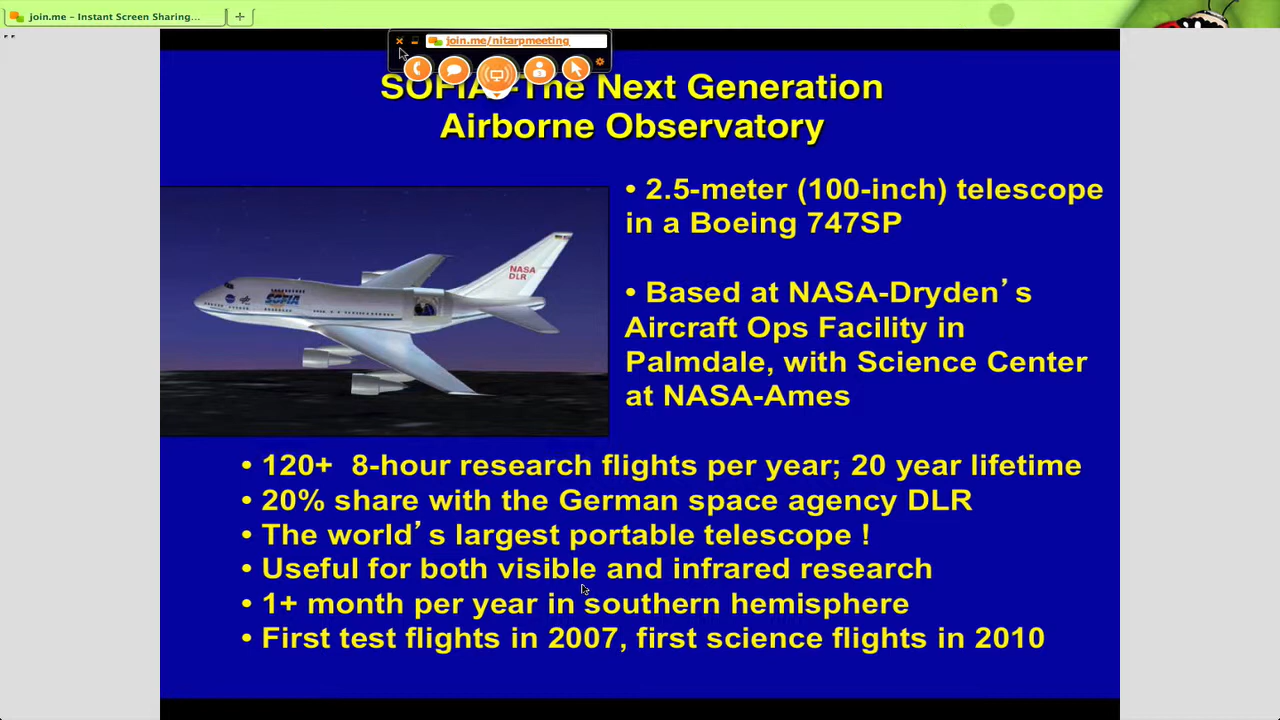 join.me – Instant Screen Sharing...
join.me/nitarpmeeting
SOFIA -The Next Generation
Airborne Observatory
• 2.5-meter (100-inch) telescope
in a Boeing 747SP
NASA
DLR
SOFIA
• Based at NASA-Dryden’s
Aircraft Ops Facility in
Palmdale, with Science Center
at NASA-Ames
• 120+ 8-hour research flights per year; 20 year lifetime
• 20% share with the German space agency DLR
• The world’s largest portable telescope !
• Useful for both visible and infrared research
• 1+ month per year in southern hemisphere
• First test flights in 2007, first science flights in 2010